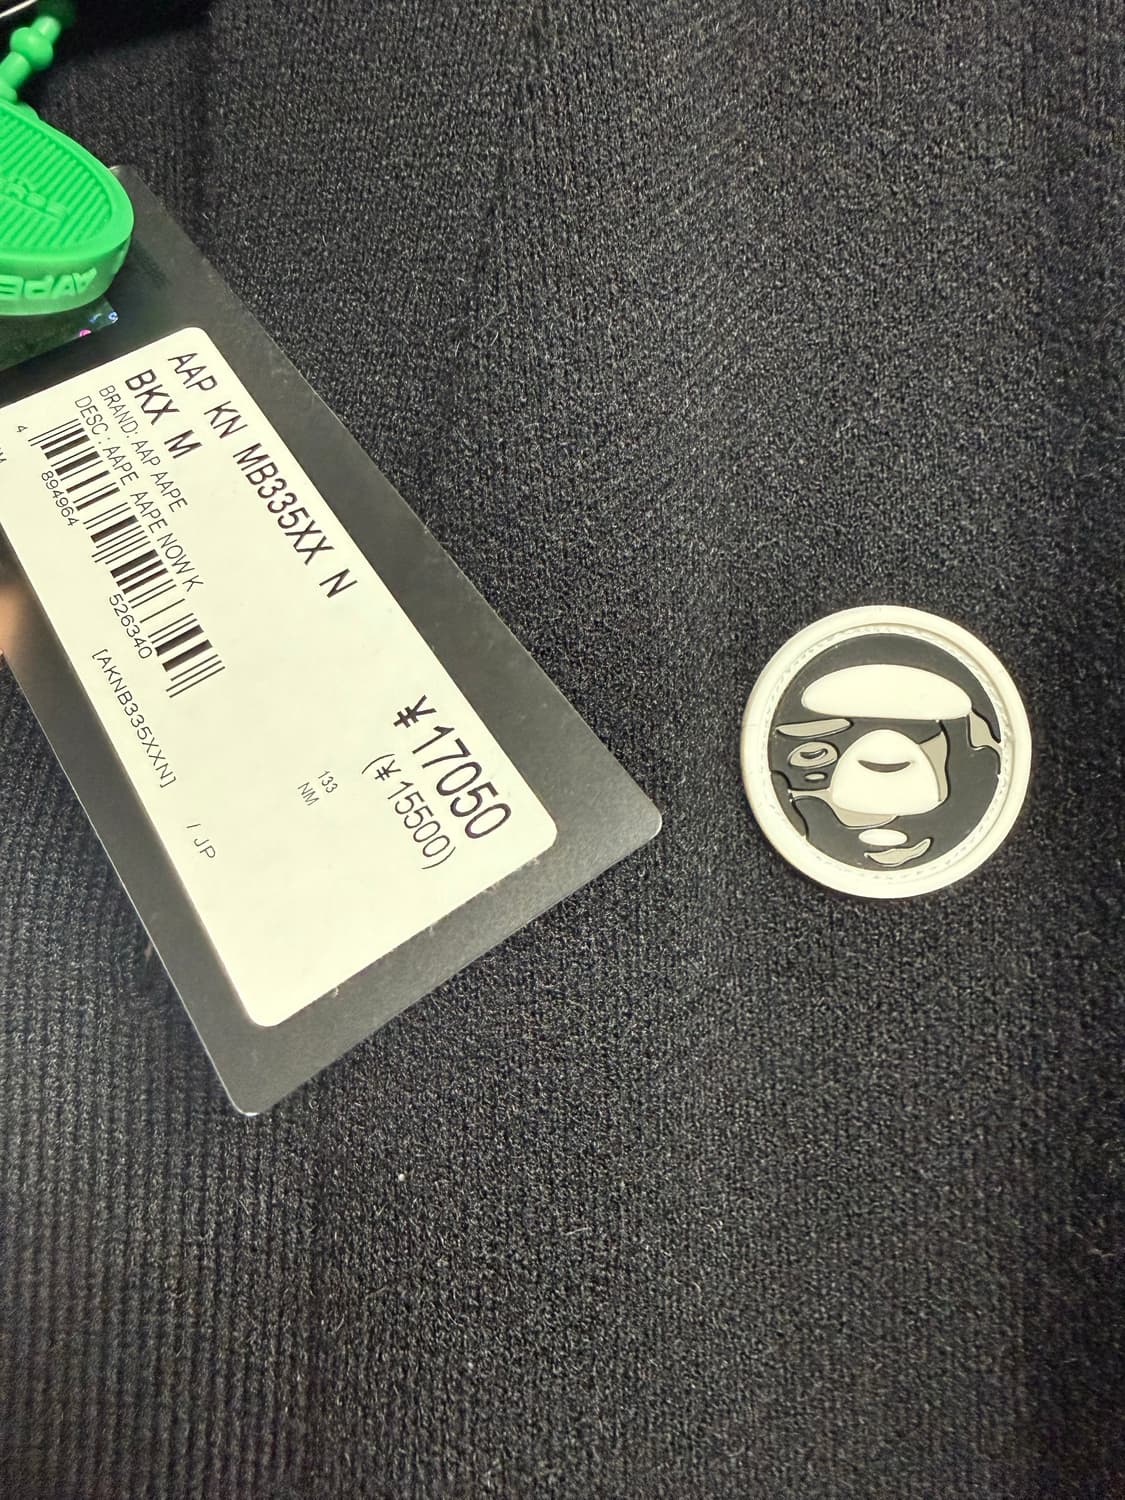 AAP KN MB335XX N
BKX M
BRAND: AAP AAPE
DESC : AAPE AAPE NOW K
4 894964 526340
[AKNB335XXN]
¥17050
(¥15500)
133
NM
/ JP
AAPE